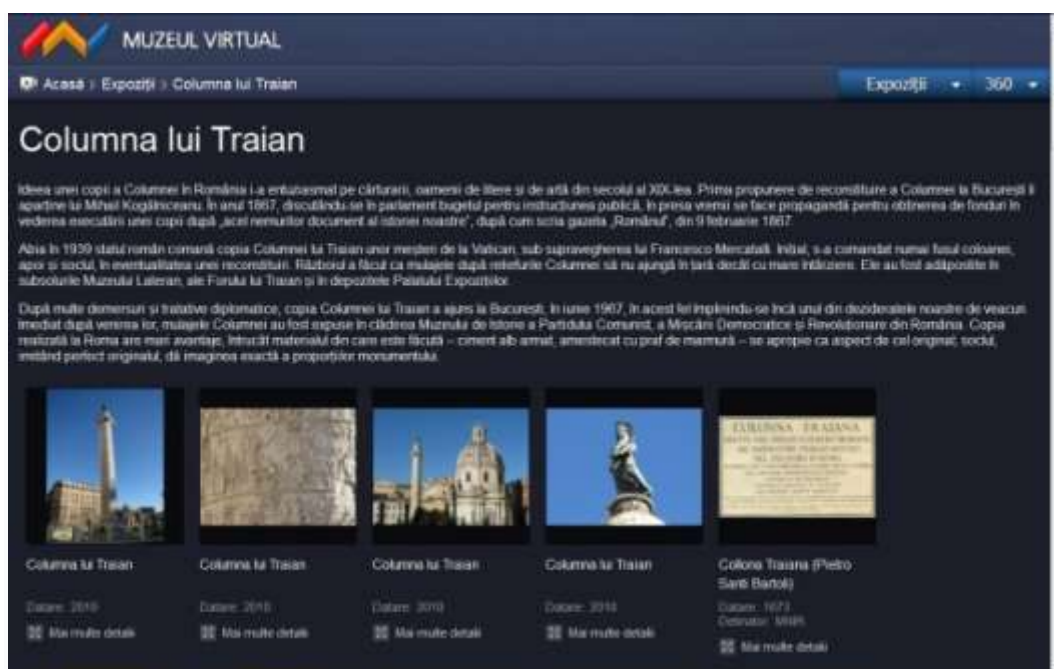 MUZEUL VIRTUAL
Acasă > Expoziții > Columna lui Traian
Expoziții
360
Columna lui Traian
Ideea unei copii a Columnei în România i-a entuziasmat pe cărturarii, oamenii de litere și de artă din secolul al XIX-lea. Prima propunere de reconstituire a Columnei la București îi
aparține lui Mihail Kogălniceanu. În anul 1867, discutându-se în parlament bugetul pentru instrucțiunea publică, în presa vremii se face propagandă pentru obținerea de fonduri în
vederea executării unei copii după „acel nemuritor document al istoriei noastre”, după cum scria gazeta „Românul”, din 9 februarie 1867
Abia în 1939 statul român comandă copia Columnei lui Traian unor meșteri de la Vatican, sub supravegherea lui Francesco Mercatali. Inițial, s-a comandat numai fusul coloanei,
apoi și soclul, în eventualitatea unei reconstituiri. Războiul a făcut ca mulajele după reliefurile Columnei să nu ajungă în țară decât cu mare întârziere. Ele au fost adăpostite în
subsolurile Muzeului Lateran, ale Forului lui Traian și în depozitele Palatului Expozițiilor.
După multe demersuri și tratative diplomatice, copia Columnei lui Traian a ajuns la București, în iunie 1967, în acest fel împlinindu-se încă unul din dezideratele noastre de veacuri.
Imediat după venirea lor, mulajele Columnei au fost expuse în clădirea Muzeului de Istorie a Partidului Comunist, a Mișcării Democratice și Revoluționare din România. Copia
realizată la Roma are mari avantaje, întrucât materialul din care este făcută – ciment alb armat, amestecat cu praf de marmură – se apropie ca aspect de cel original; soclul,
imitând perfect originalul, dă imaginea exactă a proporțiilor monumentului.
COLUMNA TRAIANA
Columna lui Traian
Columna lui Traian
Columna lui Traian
Columna lui Traian
Collona Traiana (Pietro
Santi Bartoli)
Datare: 2010
Datare: 2010
Datare: 2010
Datare: 2010
Datare: 1673
Detinator: MNIR
Mai multe detalii
Mai multe detalii
Mai multe detalii
Mai multe detalii
Mai multe detalii